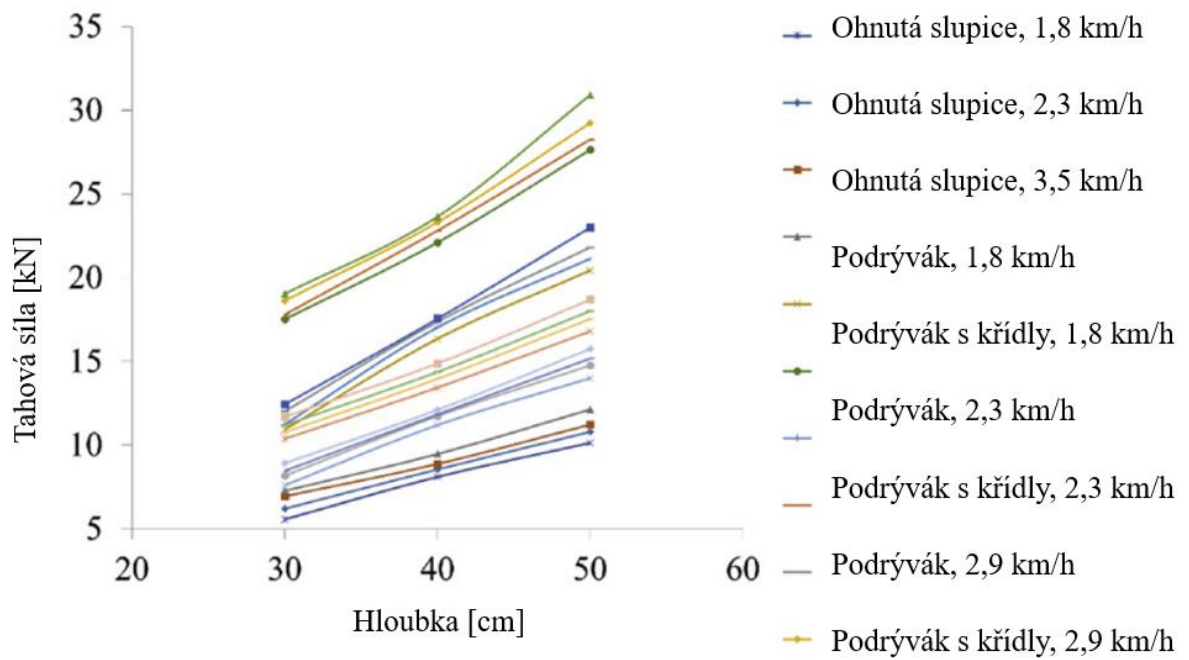 35
30
25
20
15
10
5
20 30 40 50 60
Tahová síla [kN]
Hloubka [cm]
Ohnutá slupice, 1,8 km/h
Ohnutá slupice, 2,3 km/h
Ohnutá slupice, 3,5 km/h
Podrývák, 1,8 km/h
Podrývák s křídly, 1,8 km/h
Podrývák, 2,3 km/h
Podrývák s křídly, 2,3 km/h
Podrývák, 2,9 km/h
Podrývák s křídly, 2,9 km/h